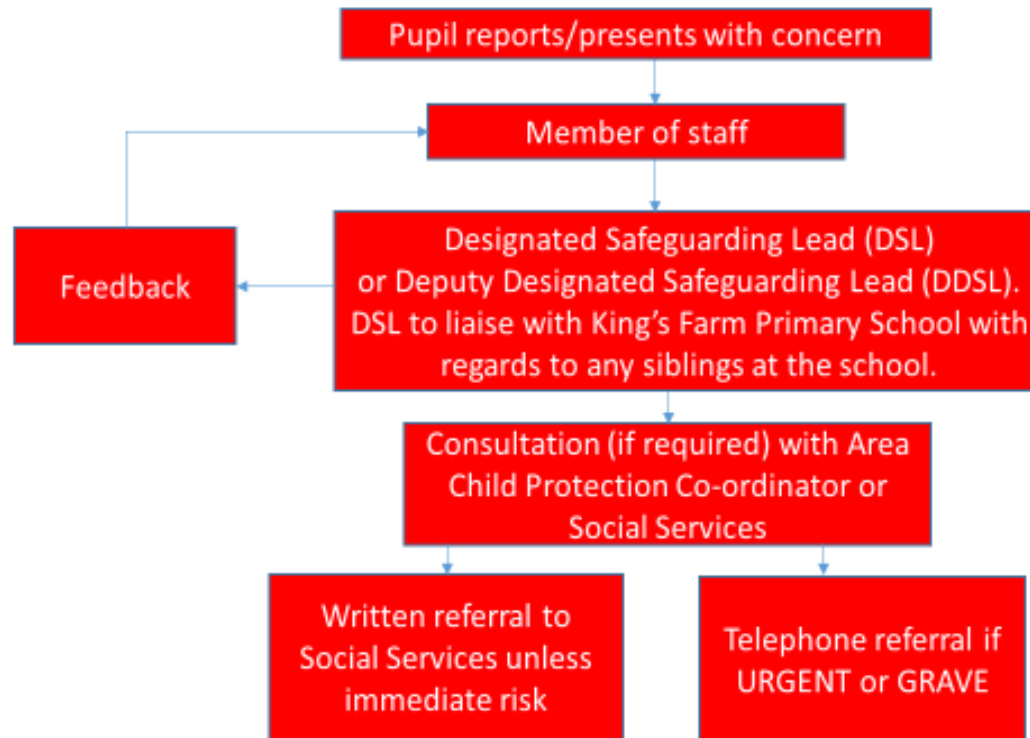 Pupil reports/presents with concern
Member of staff
Designated Safeguarding Lead (DSL)
or Deputy Designated Safeguarding Lead (DDSL).
DSL to liaise with King's Farm Primary School with
regards to any siblings at the school.
Feedback
Consultation (if required) with Area
Child Protection Co-ordinator or
Social Services
Written referral to
Social Services unless
immediate risk
Telephone referral if
URGENT or GRAVE